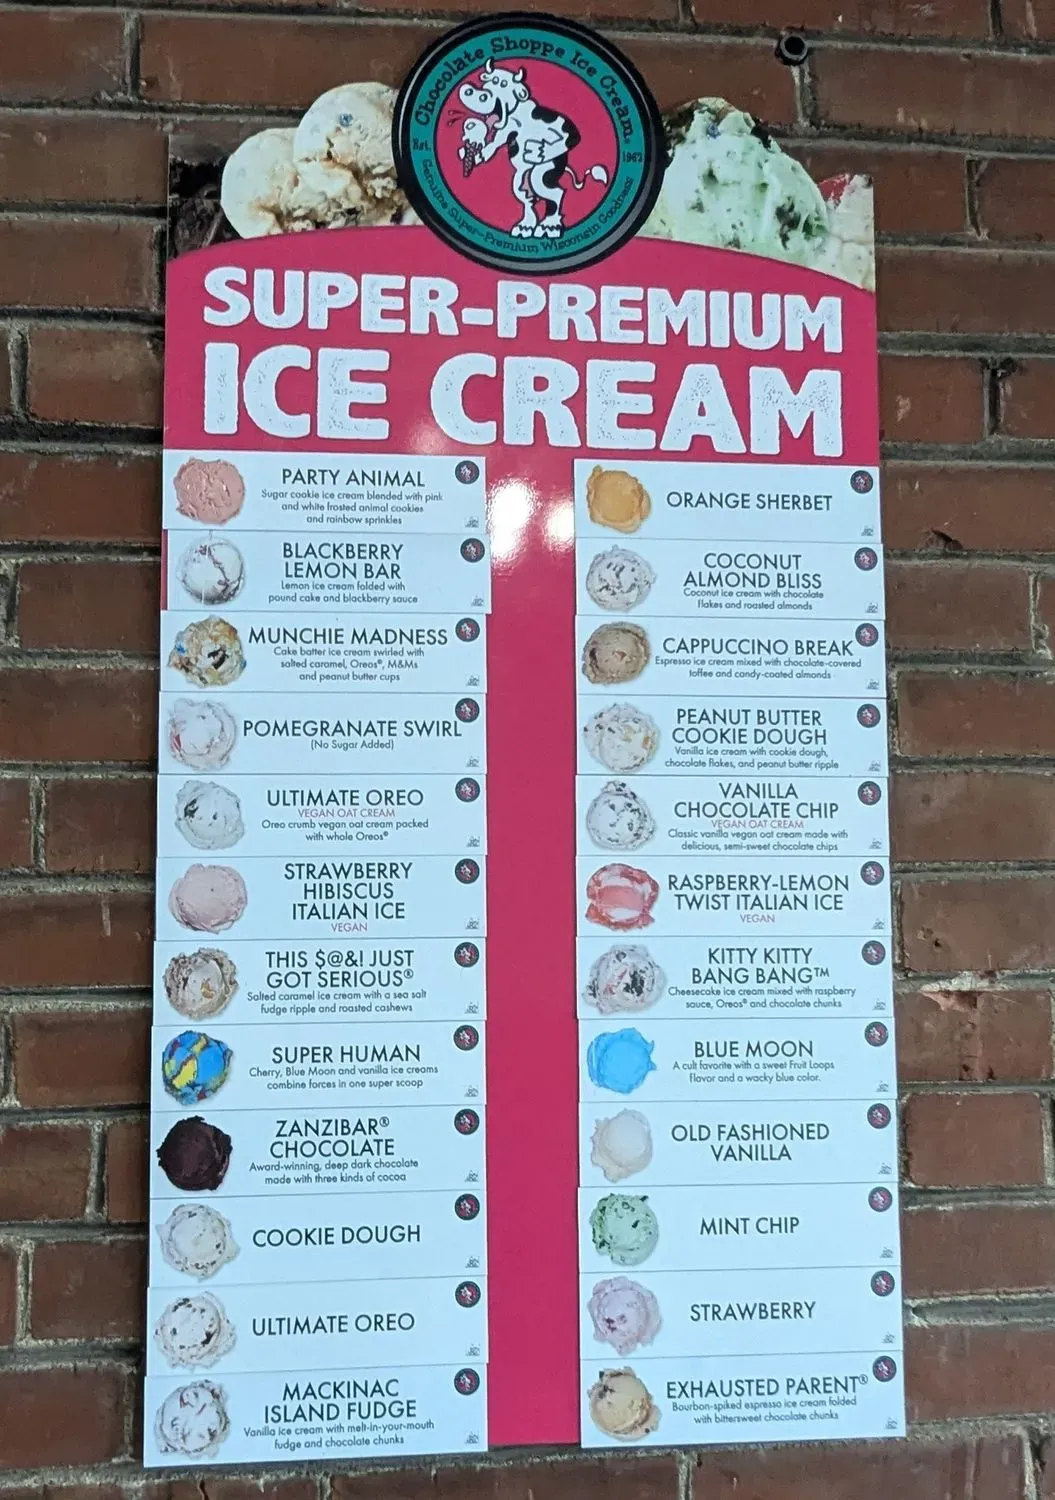 Chocolate Shoppe Ice Cream
Est. 1962
Genuine Super-Premium Wisconsin Goodness
SUPER-PREMIUM
ICE CREAM
PARTY ANIMAL
Sugar cookie ice cream blended with pink
and white frosted animal cookies
and rainbow sprinkles
BLACKBERRY
LEMON BAR
Lemon ice cream folded with
pound cake and blackberry sauce
MUNCHIE MADNESS
Cake batter ice cream swirled with
salted caramel, Oreos®, M&Ms
and peanut butter cups
POMEGRANATE SWIRL
(No Sugar Added)
ULTIMATE OREO
VEGAN OAT CREAM
Oreo crumb vegan oat cream packed
with whole Oreos®
STRAWBERRY
HIBISCUS
ITALIAN ICE
VEGAN
THIS $@&! JUST
GOT SERIOUS®
Salted caramel ice cream with a sea salt
fudge ripple and roasted cashews
SUPER HUMAN
Cherry, Blue Moon and vanilla ice creams
combine forces in one super scoop
ZANZIBAR®
CHOCOLATE
Award-winning, deep dark chocolate
made with three kinds of cocoa
COOKIE DOUGH
ULTIMATE OREO
MACKINAC
ISLAND FUDGE
Vanilla ice cream with melt-in-your-mouth
fudge and chocolate chunks
ORANGE SHERBET
COCONUT
ALMOND BLISS
Coconut ice cream with chocolate
flakes and roasted almonds
CAPPUCCINO BREAK
Espresso ice cream mixed with chocolate-covered
toffee and candy-coated almonds
PEANUT BUTTER
COOKIE DOUGH
Vanilla ice cream with cookie dough,
chocolate flakes, and peanut butter ripple
VANILLA
CHOCOLATE CHIP
VEGAN OAT CREAM
Classic vanilla vegan oat cream made with
delicious, semi-sweet chocolate chips
RASPBERRY-LEMON
TWIST ITALIAN ICE
VEGAN
KITTY KITTY
BANG BANG™
Cheesecake ice cream mixed with raspberry
sauce, Oreos® and chocolate chunks
BLUE MOON
A cult favorite with a sweet Fruit Loops
flavor and a wacky blue color.
OLD FASHIONED
VANILLA
MINT CHIP
STRAWBERRY
EXHAUSTED PARENT®
Bourbon-spiked espresso ice cream folded
with bittersweet chocolate chunks